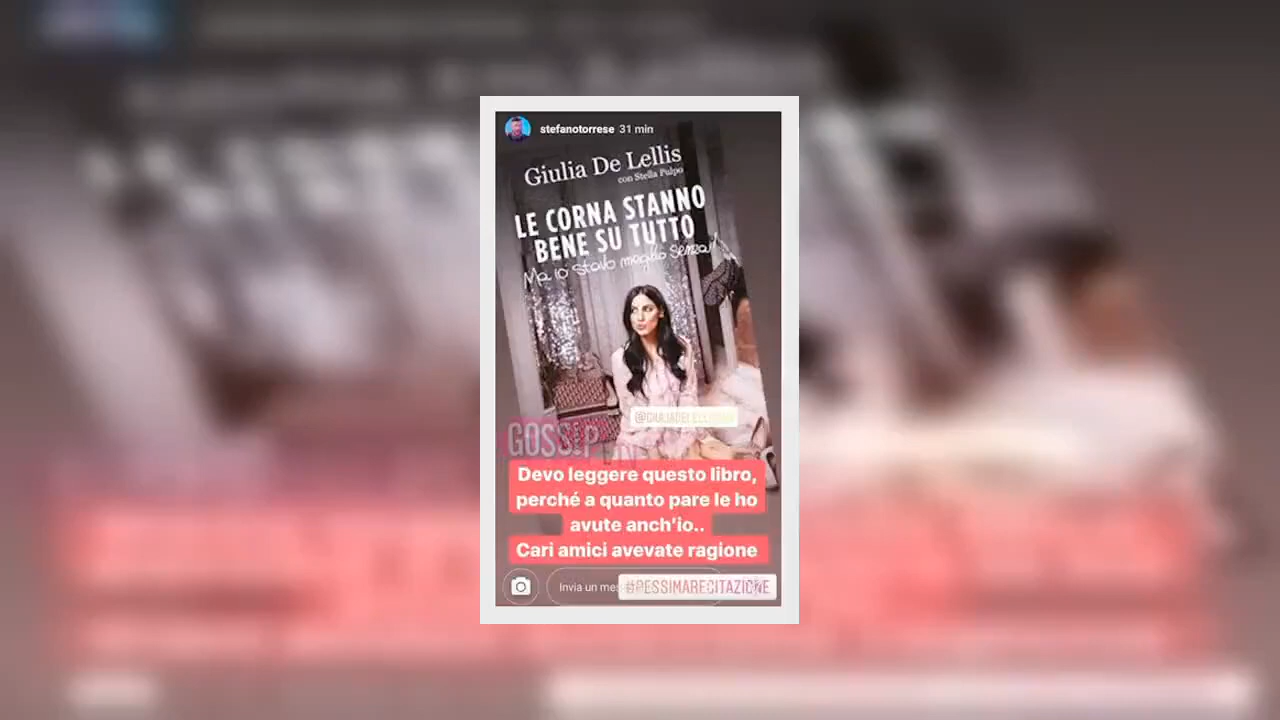 stefanotorrese 31 min
Giulia De Lellis
con Stella Pulpo
LE CORNA STANNO
BENE SU TUTTO
Ma io stavo meglio senza!
GOSSIP
Devo leggere questo libro,
perché a quanto pare le ho
avute anch'io..
Cari amici avevate ragione
Invia un
#PESSIMARECITAZIONE